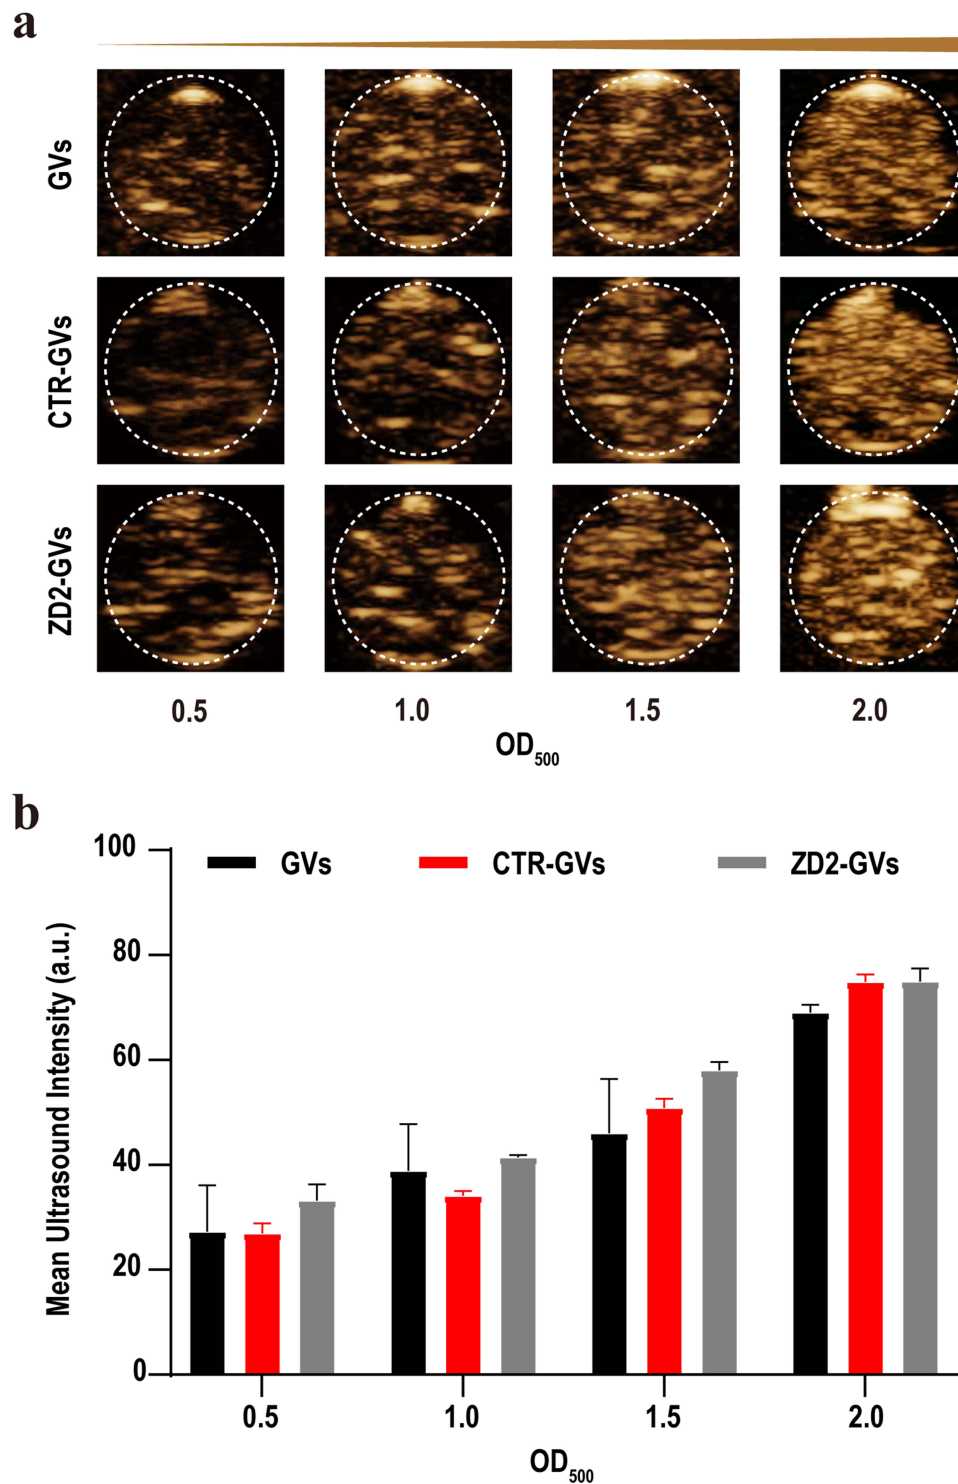 a
GVs
CTR-GVs
ZD2-GVs
0.5 1.0 1.5 2.0
OD500
b
GVs CTR-GVs ZD2-GVs
Mean Ultrasound Intensity (a.u.)
100
80
60
40
20
0
0.5 1.0 1.5 2.0
OD500